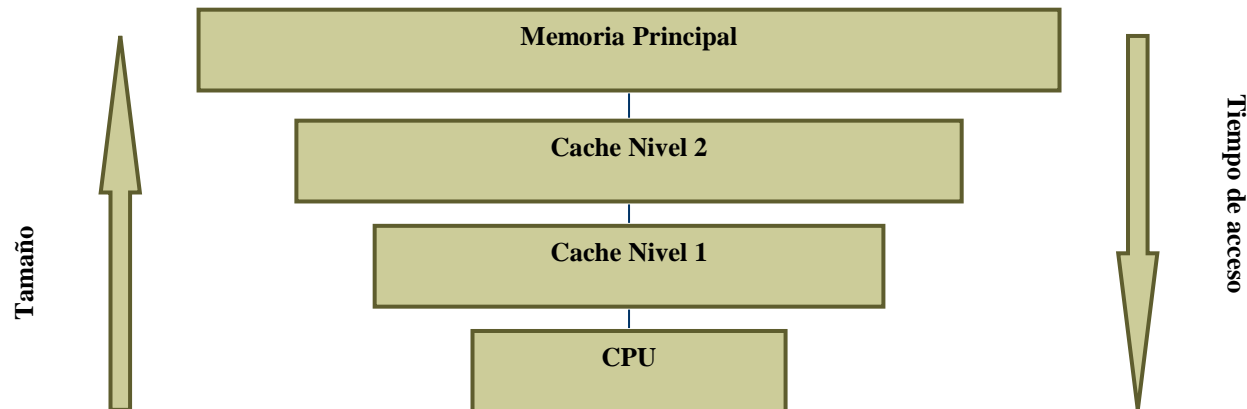 Memoria Principal
Cache Nivel 2
Cache Nivel 1
CPU
Tamaño
Tiempo de acceso